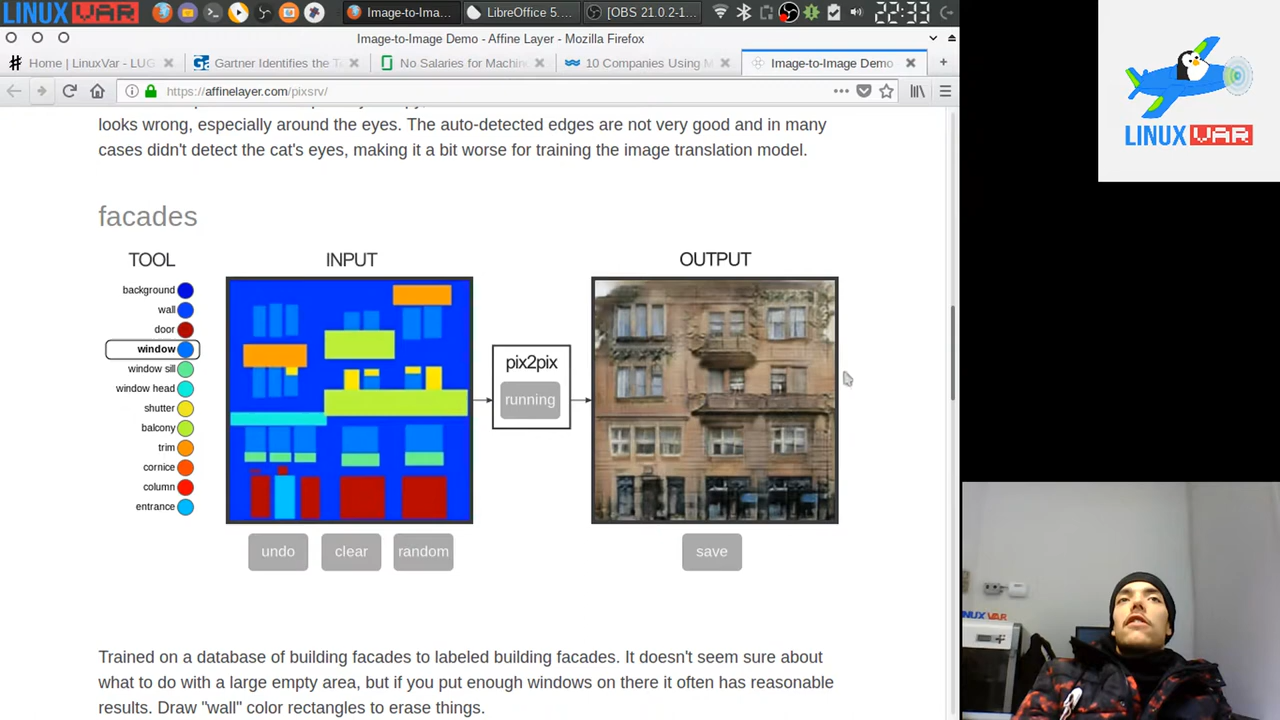 LINUX VAR
Image-to-Ima...
LibreOffice 5....
[OBS 21.0.2-1...
22:33
Image-to-Image Demo - Affine Layer - Mozilla Firefox
Home | LinuxVar - LUG
Gartner Identifies the T
No Salaries for Machin
10 Companies Using M
Image-to-Image Demo
https://affinelayer.com/pixsrv/
looks wrong, especially around the eyes. The auto-detected edges are not very good and in many
cases didn't detect the cat's eyes, making it a bit worse for training the image translation model.
facades
TOOL
INPUT
OUTPUT
background
wall
door
window
window sill
window head
shutter
balcony
trim
cornice
column
entrance
pix2pix
running
undo
clear
random
save
Trained on a database of building facades to labeled building facades. It doesn't seem sure about
what to do with a large empty area, but if you put enough windows on there it often has reasonable
results. Draw "wall" color rectangles to erase things.
LINUX VAR
LINUX VAR